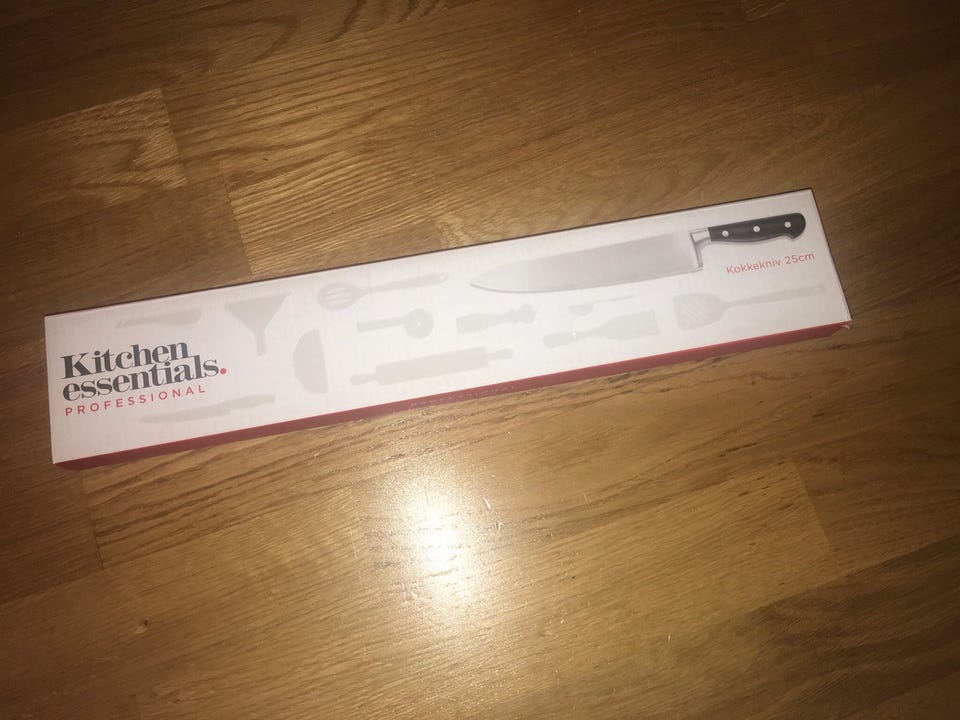 Kitchen
essentials.
PROFESSIONAL
Kokkekniv 25cm